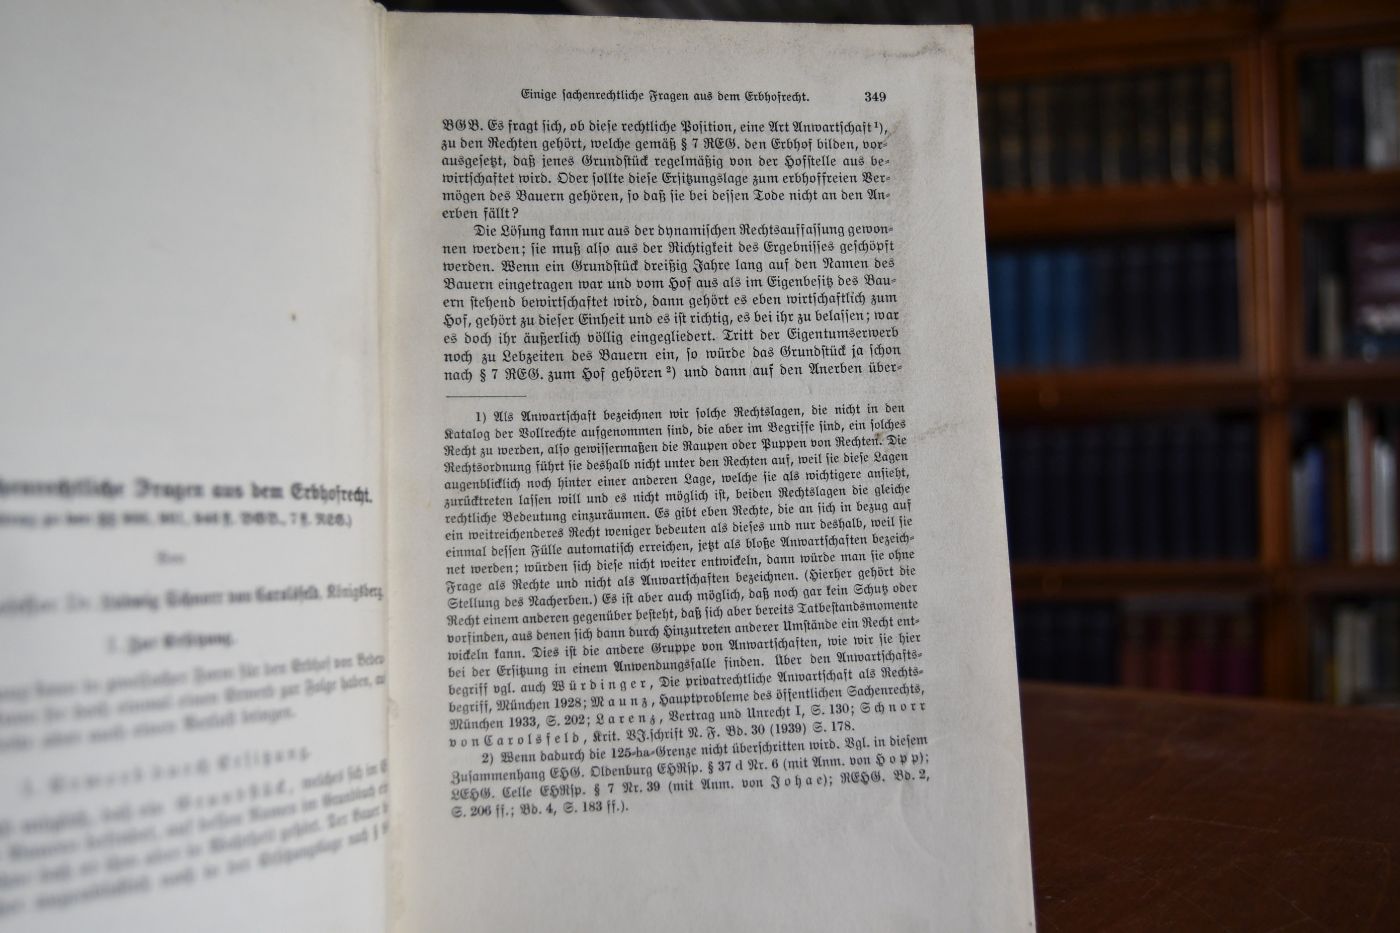 sachenrechtliche Fragen aus dem Erbhofrecht.
Von
Ludwig Schnorr von Carolsfeld, Königsberg
I. Zur Ersitzung.
Einige sachenrechtliche Fragen aus dem Erbhofrecht. 349
BGB. Es fragt sich, ob diese rechtliche Position, eine Art Anwartschaft¹),
zu den Rechten gehört, welche gemäß § 7 REG. den Erbhof bilden, vor-
ausgesetzt, daß jenes Grundstück regelmäßig von der Hofstelle aus be-
wirtschaftet wird. Oder sollte diese Ersitzungslage zum erbhoffreien Ver-
mögen des Bauern gehören, so daß sie bei dessen Tode nicht an den An-
erben fällt?
Die Lösung kann nur aus der dynamischen Rechtsauffassung gewon-
nen werden; sie muß also aus der Richtigkeit des Ergebnisses geschöpft
werden. Wenn ein Grundstück dreißig Jahre lang auf den Namen des
Bauern eingetragen war und vom Hof aus als im Eigenbesitz des Bau-
ern stehend bewirtschaftet wird, dann gehört es eben wirtschaftlich zum
Hof, gehört zu dieser Einheit und es ist richtig, es bei ihr zu belassen; war
es doch ihr äußerlich völlig eingegliedert. Tritt der Eigentumserwerb
noch zu Lebzeiten des Bauern ein, so würde das Grundstück ja schon
nach § 7 REG. zum Hof gehören²) und dann auf den Anerben über-
1) Als Anwartschaft bezeichnen wir solche Rechtslagen, die nicht in den
Katalog der Vollrechte aufgenommen sind, die aber im Begriffe sind, ein solches
Recht zu werden, also gewissermaßen die Raupen oder Puppen von Rechten. Die
Rechtsordnung führt sie deshalb nicht unter den Rechten auf, weil sie diese Lagen
augenblicklich noch hinter einer anderen Lage, welche sie als wichtigere ansieht,
zurücktreten lassen will und es nicht möglich ist, beiden Rechtslagen die gleiche
rechtliche Bedeutung einzuräumen. Es gibt eben Rechte, die an sich in bezug auf
ein weitreichenderes Recht weniger bedeuten als dieses und nur deshalb, weil sie
einmal dessen Fülle automatisch erreichen, jetzt als bloße Anwartschaften bezeich-
net werden; würden sich diese nicht weiter entwickeln, dann würde man sie ohne
Frage als Rechte und nicht als Anwartschaften bezeichnen. (Hierher gehört die
Stellung des Nacherben.) Es ist aber auch möglich, daß noch gar kein Schutz oder
Recht einem anderen gegenüber besteht, daß sich aber bereits Tatbestandsmomente
vorfinden, aus denen sich dann durch Hinzutreten anderer Umstände ein Recht ent-
wickeln kann. Dies ist die andere Gruppe von Anwartschaften, wie wir sie hier
bei der Ersitzung in einem Anwendungsfalle finden. Über den Anwartschafts-
begriff vgl. auch Würdinger, Die privatrechtliche Anwartschaft als Rechts-
begriff, München 1928; Maunz, Hauptprobleme des öffentlichen Sachenrechts,
München 1933, S. 202; Larenz, Vertrag und Unrecht I, S. 130; Schnorr
von Carolsfeld, Krit. VJ.schrift N. F. Bd. 30 (1939) S. 178.
2) Wenn dadurch die 125-ha-Grenze nicht überschritten wird. Vgl. in diesem
Zusammenhang EHG. Oldenburg EHRsp. § 37 d Nr. 6 (mit Anm. von Hopp);
LEHG. Celle EHRsp. § 7 Nr. 39 (mit Anm. von Johae); REHG. Bd. 2,
S. 206 ff.; Bd. 4, S. 183 ff.).